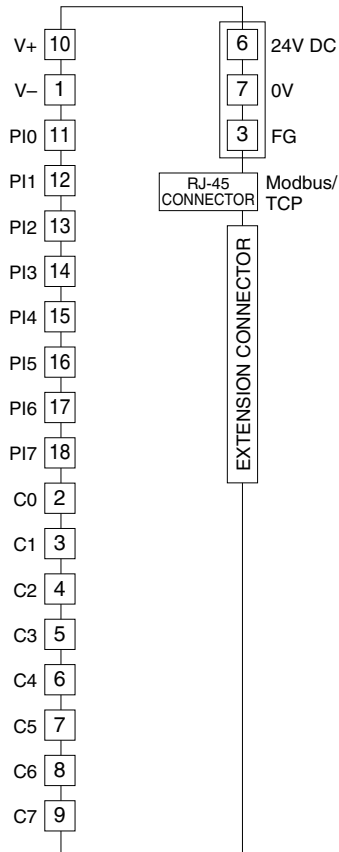 V+ 10
V– 1
PI0 11
PI1 12
PI2 13
PI3 14
PI4 15
PI5 16
PI6 17
PI7 18
C0 2
C1 3
C2 4
C3 5
C4 6
C5 7
C6 8
C7 9
6 24V DC
7 0V
3 FG
RJ-45
CONNECTOR
Modbus/
TCP
EXTENSION CONNECTOR